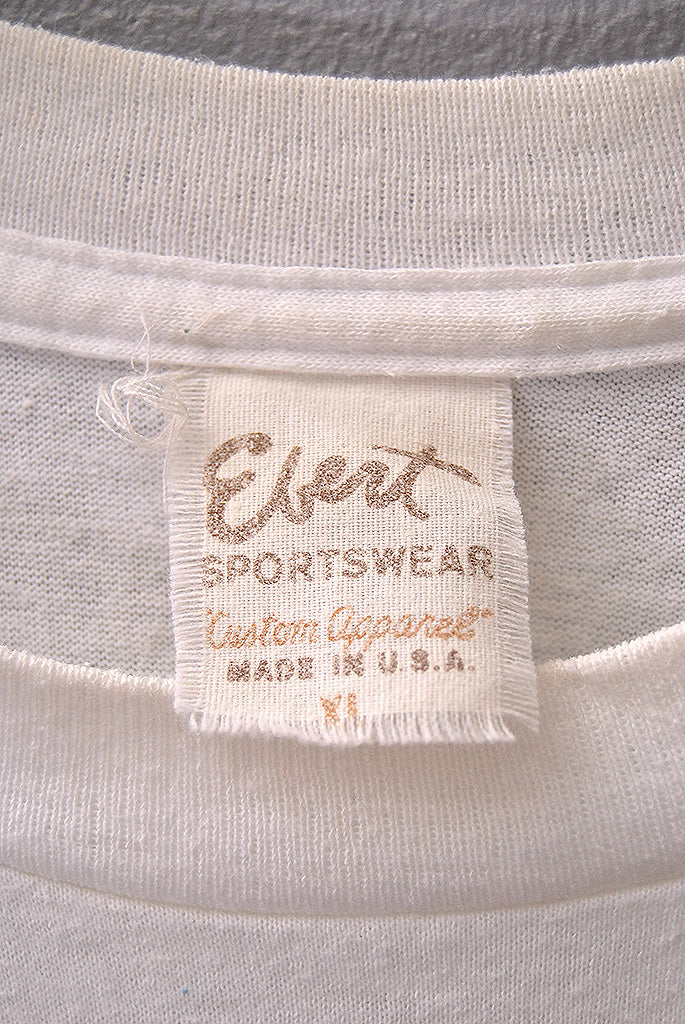 Ebert
SPORTSWEAR
"Custom Apparel"
MADE IN U.S.A.
XL